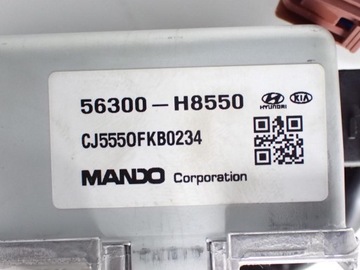 56300-H8550
HYUNDAI
KIA
CJ5550FKB0234
MANDO Corporation